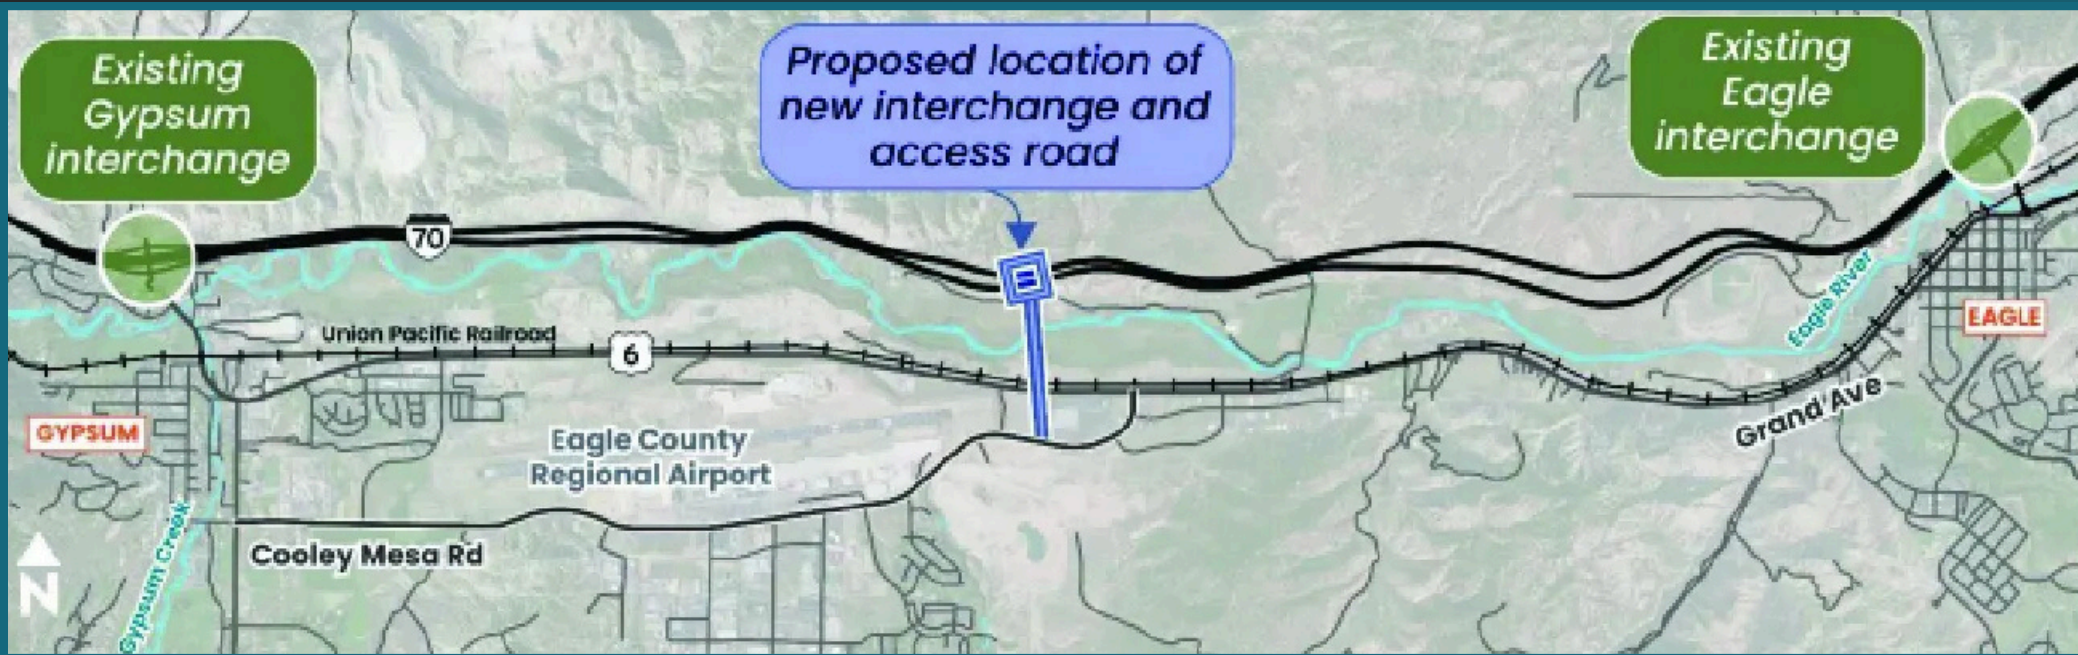 Existing
Gypsum
interchange
Proposed location of
new interchange and
access road
Existing
Eagle
interchange
70
Eagle River
EAGLE
Union Pacific Railroad
6
GYPSUM
Eagle County
Regional Airport
Grand Ave
Gypsum Creek
Cooley Mesa Rd
N